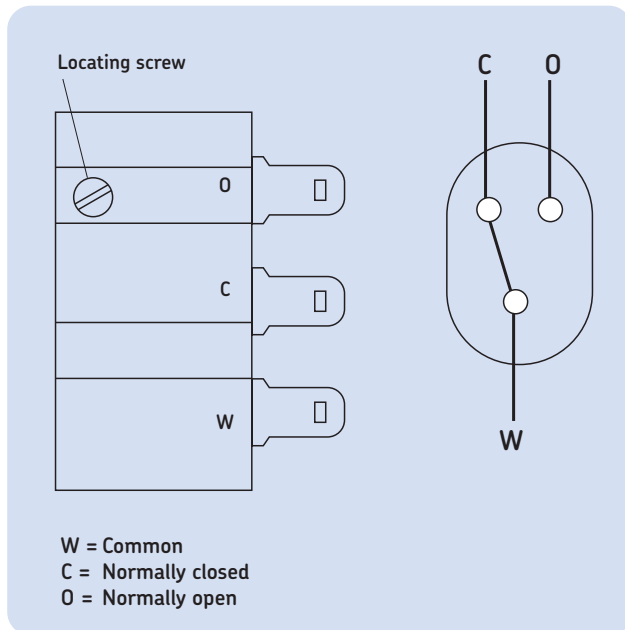 Locating screw
C O
O
C
W
W
W = Common
C = Normally closed
O = Normally open